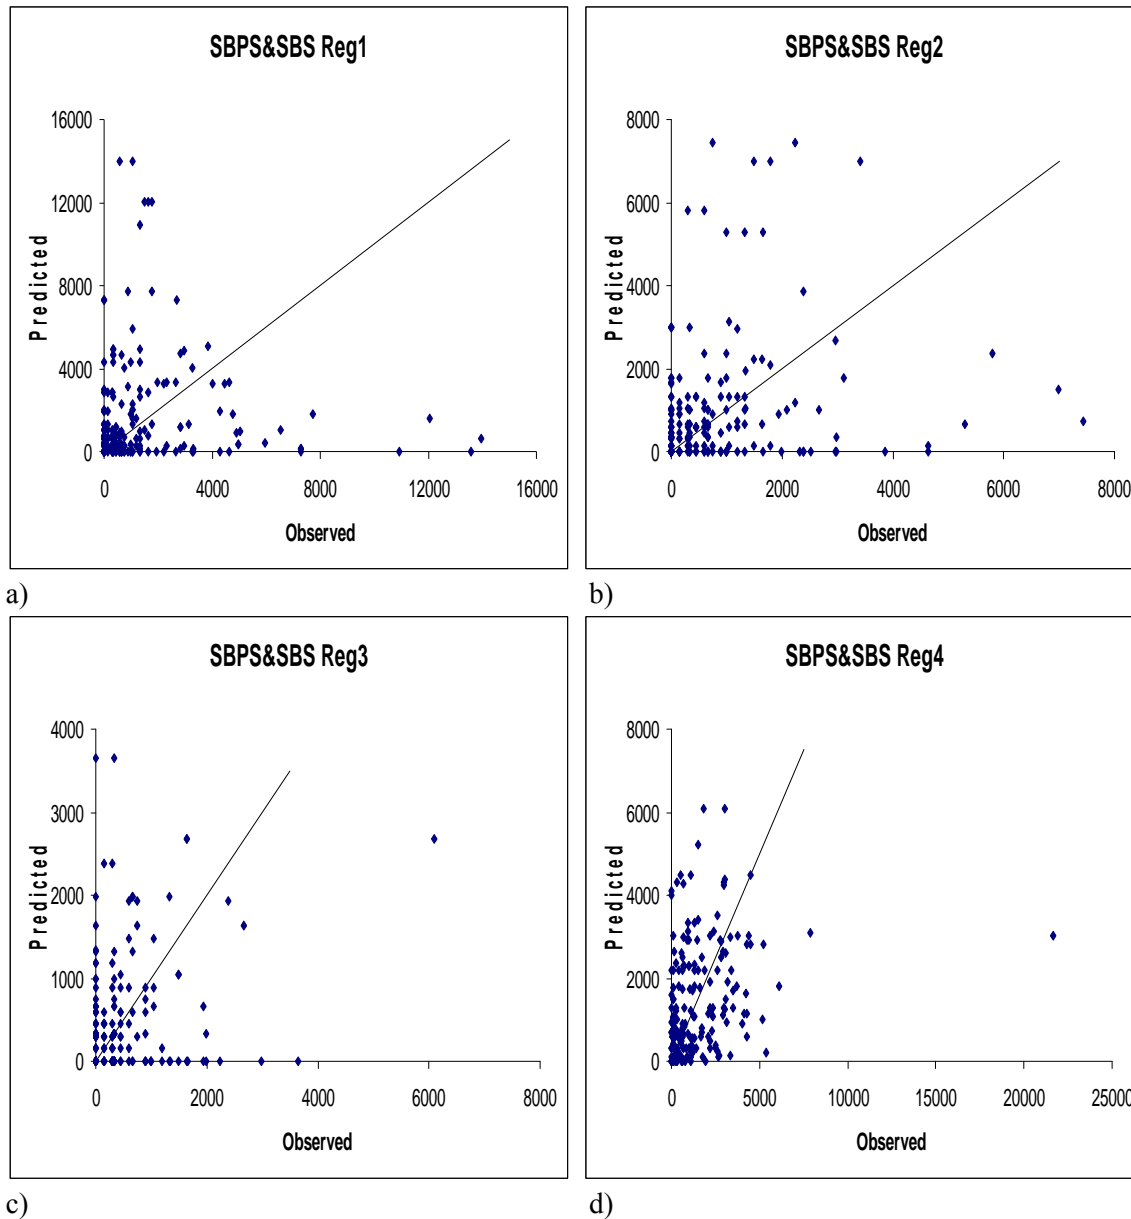 SBPS&SBS Reg1
16000
12000
8000
4000
0
Predicted
0 4000 8000 12000 16000
Observed
a)
SBPS&SBS Reg2
8000
6000
4000
2000
0
Predicted
0 2000 4000 6000 8000
Observed
b)
SBPS&SBS Reg3
4000
3000
2000
1000
0
Predicted
0 2000 4000 6000 8000
Observed
c)
SBPS&SBS Reg4
8000
6000
4000
2000
0
Predicted
0 5000 10000 15000 20000 25000
Observed
d)